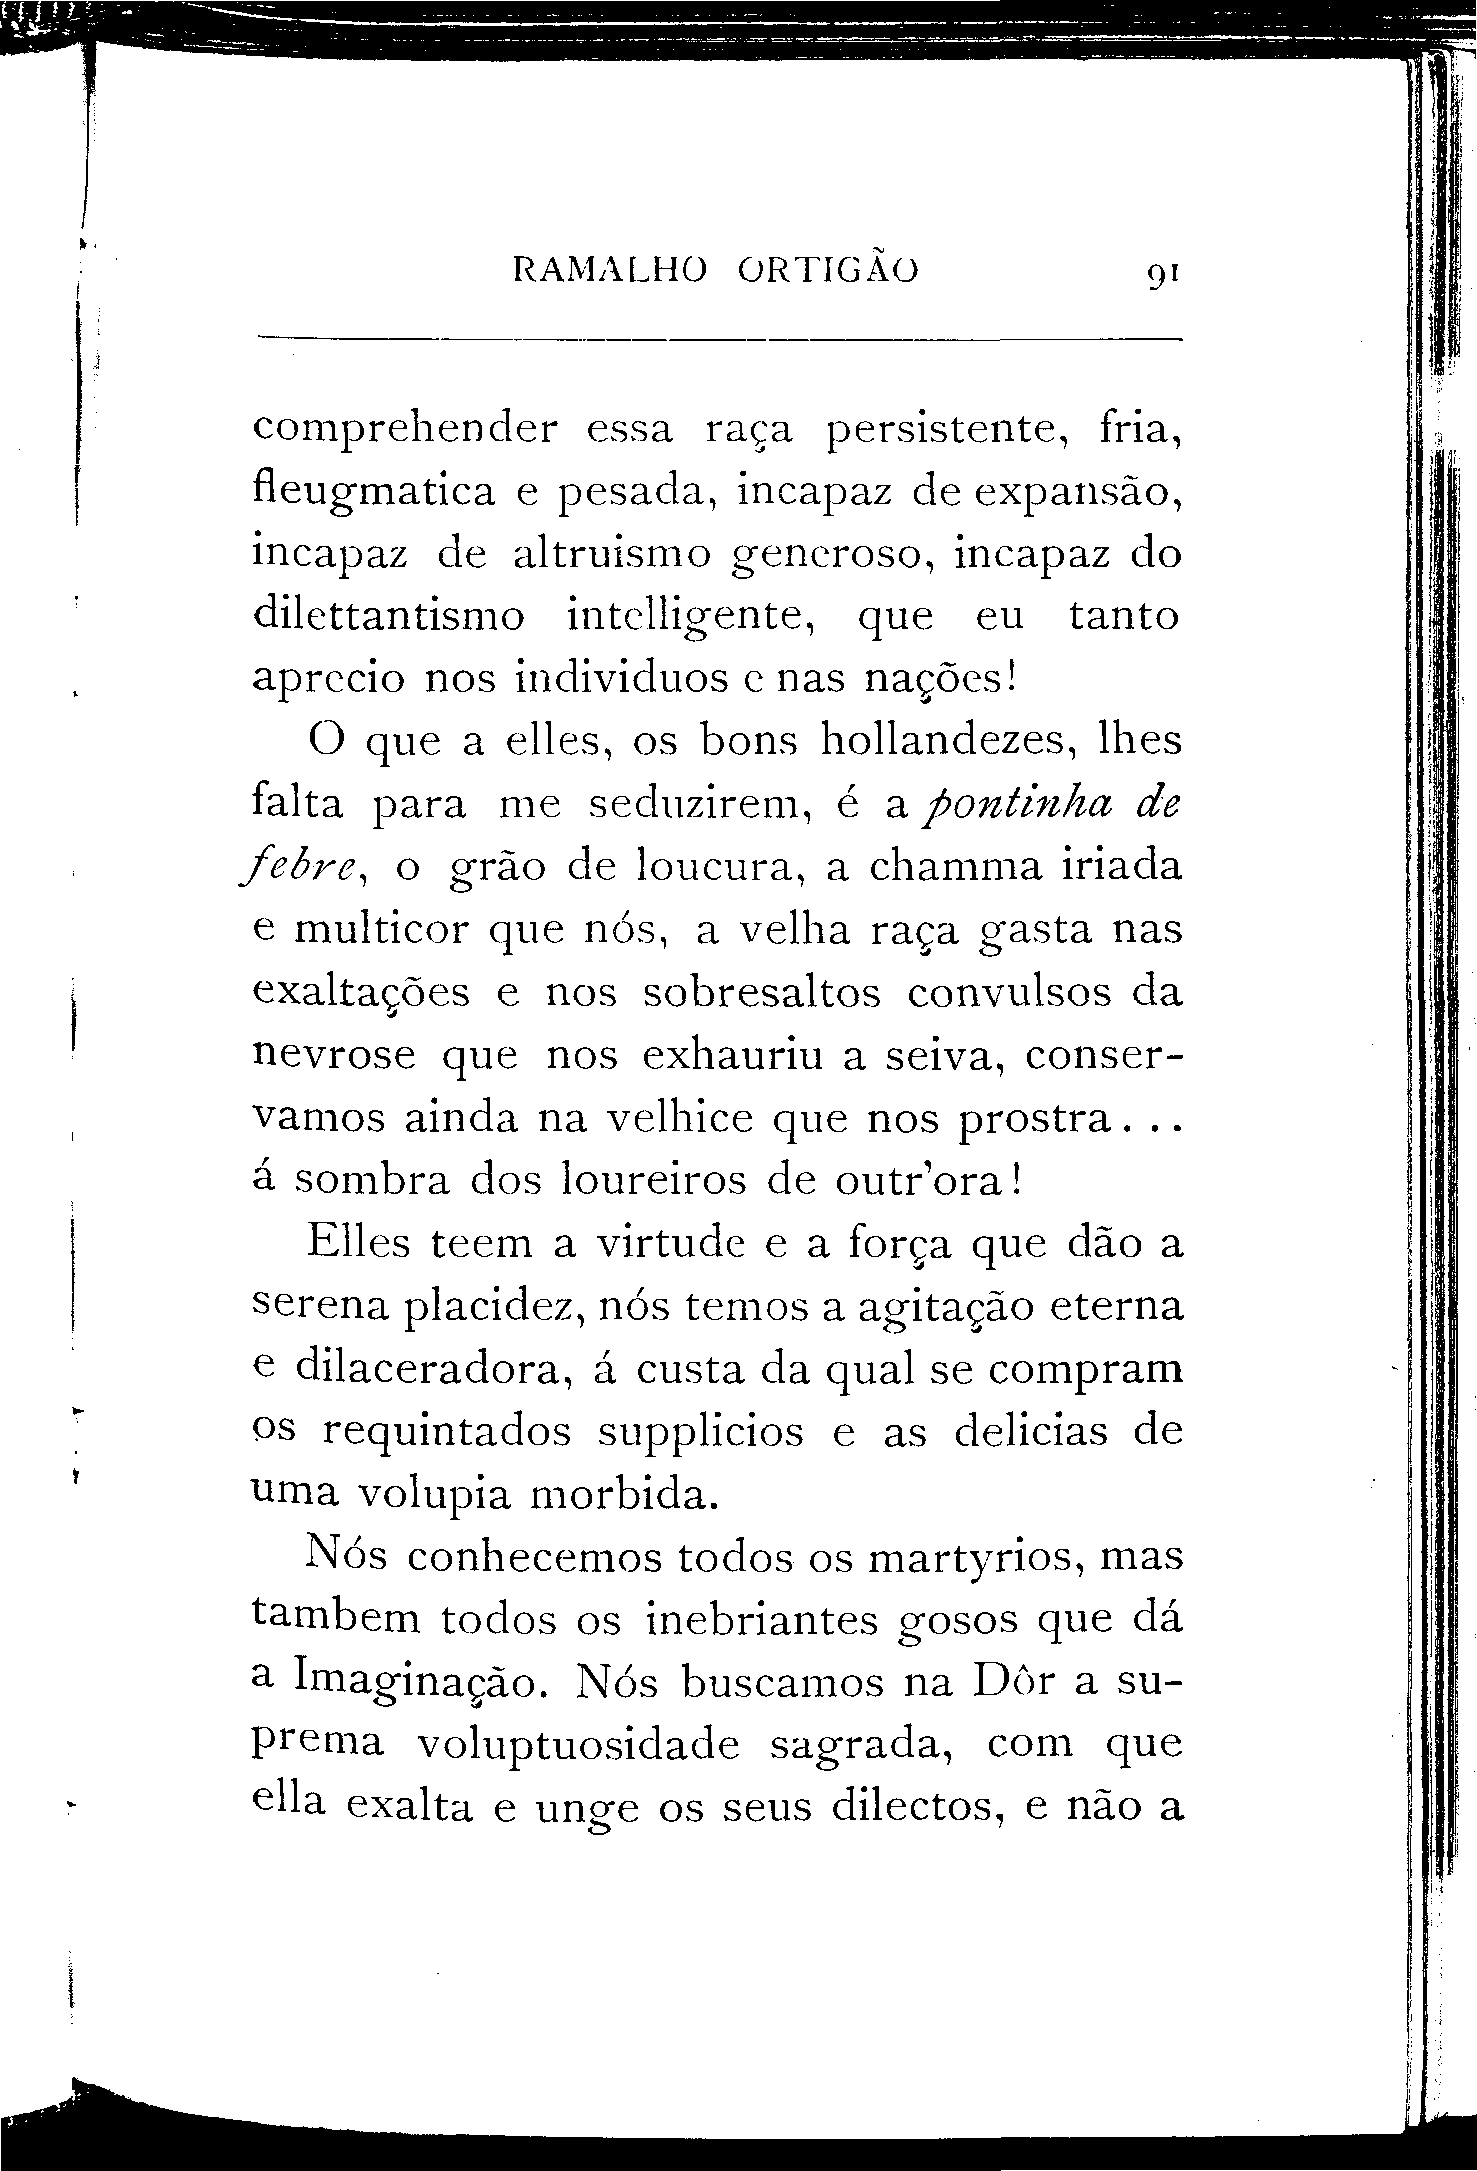 RAMALHO ORTIGÃO 91
comprehender essa raça persistente, fria,
fleugmatica e pesada, incapaz de expansão,
incapaz de altruismo generoso, incapaz do
dilettantismo intelligente, que eu tanto
aprecio nos individuos e nas nações!
O que a elles, os bons hollandezes, lhes
falta para me seduzirem, é a pontinha de
febre, o grão de loucura, a chamma iriada
e multicor que nós, a velha raça gasta nas
exaltações e nos sobresaltos convulsos da
nevrose que nos exhauriu a seiva, conser-
vamos ainda na velhice que nos prostra...
á sombra dos loureiros de outr'ora!
Elles teem a virtude e a força que dão a
serena placidez, nós temos a agitação eterna
e dilaceradora, á custa da qual se compram
os requintados supplicios e as delicias de
uma volupia morbida.
Nós conhecemos todos os martyrios, mas
tambem todos os inebriantes gosos que dá
a Imaginação. Nós buscamos na Dôr a su-
prema voluptuosidade sagrada, com que
ella exalta e unge os seus dilectos, e não a